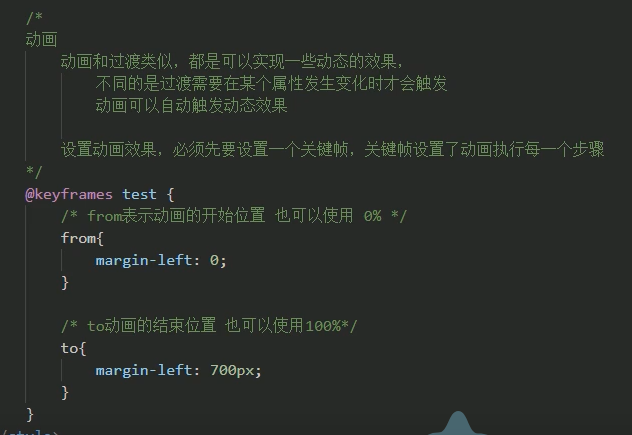 /*
动画
动画和过渡类似，都是可以实现一些动态的效果，
不同的是过渡需要在某个属性发生变化时才会触发
动画可以自动触发动态效果
设置动画效果，必须先要设置一个关键帧，关键帧设置了动画执行每一个步骤
*/
@keyframes test {
/* from表示动画的开始位置 也可以使用 0% */
from{
margin-left: 0;
}
/* to动画的结束位置 也可以使用100%*/
to{
margin-left: 700px;
}
}